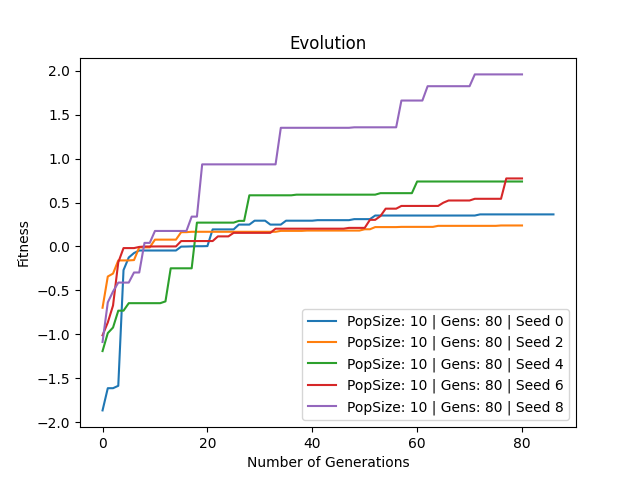 Evolution
2.0
1.5
1.0
0.5
0.0
−0.5
−1.0
−1.5
−2.0
Fitness
PopSize: 10 | Gens: 80 | Seed 0
PopSize: 10 | Gens: 80 | Seed 2
PopSize: 10 | Gens: 80 | Seed 4
PopSize: 10 | Gens: 80 | Seed 6
PopSize: 10 | Gens: 80 | Seed 8
0 20 40 60 80
Number of Generations